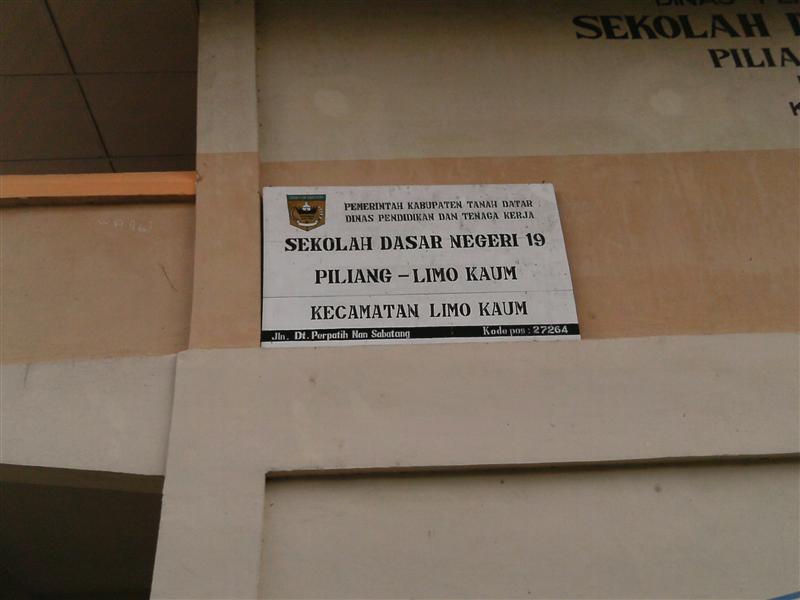 SEKOLAH
PILIA
PEMERINTAH KABUPATEN TANAH DATAR
DINAS PENDIDIKAN DAN TENAGA KERJA
SEKOLAH DASAR NEGERI 19
PILIANG – LIMO KAUM
KECAMATAN LIMO KAUM
Jln. Dt. Perpatih Nan Sabatang Kode pos : 27264